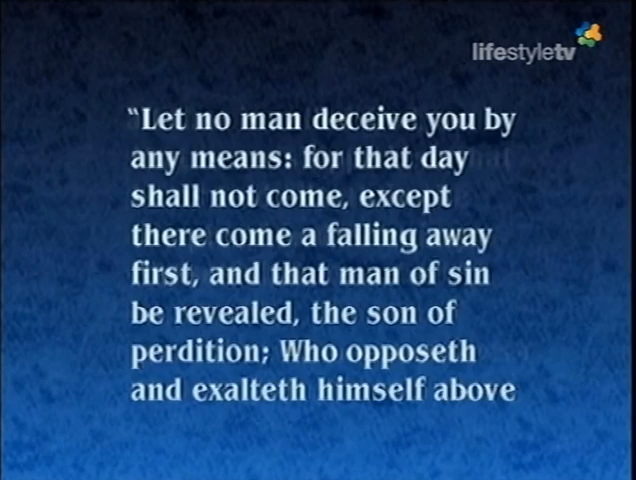 lifestyletv
“Let no man deceive you by
any means: for that day
shall not come, except
there come a falling away
first, and that man of sin
be revealed, the son of
perdition; Who opposeth
and exalteth himself above